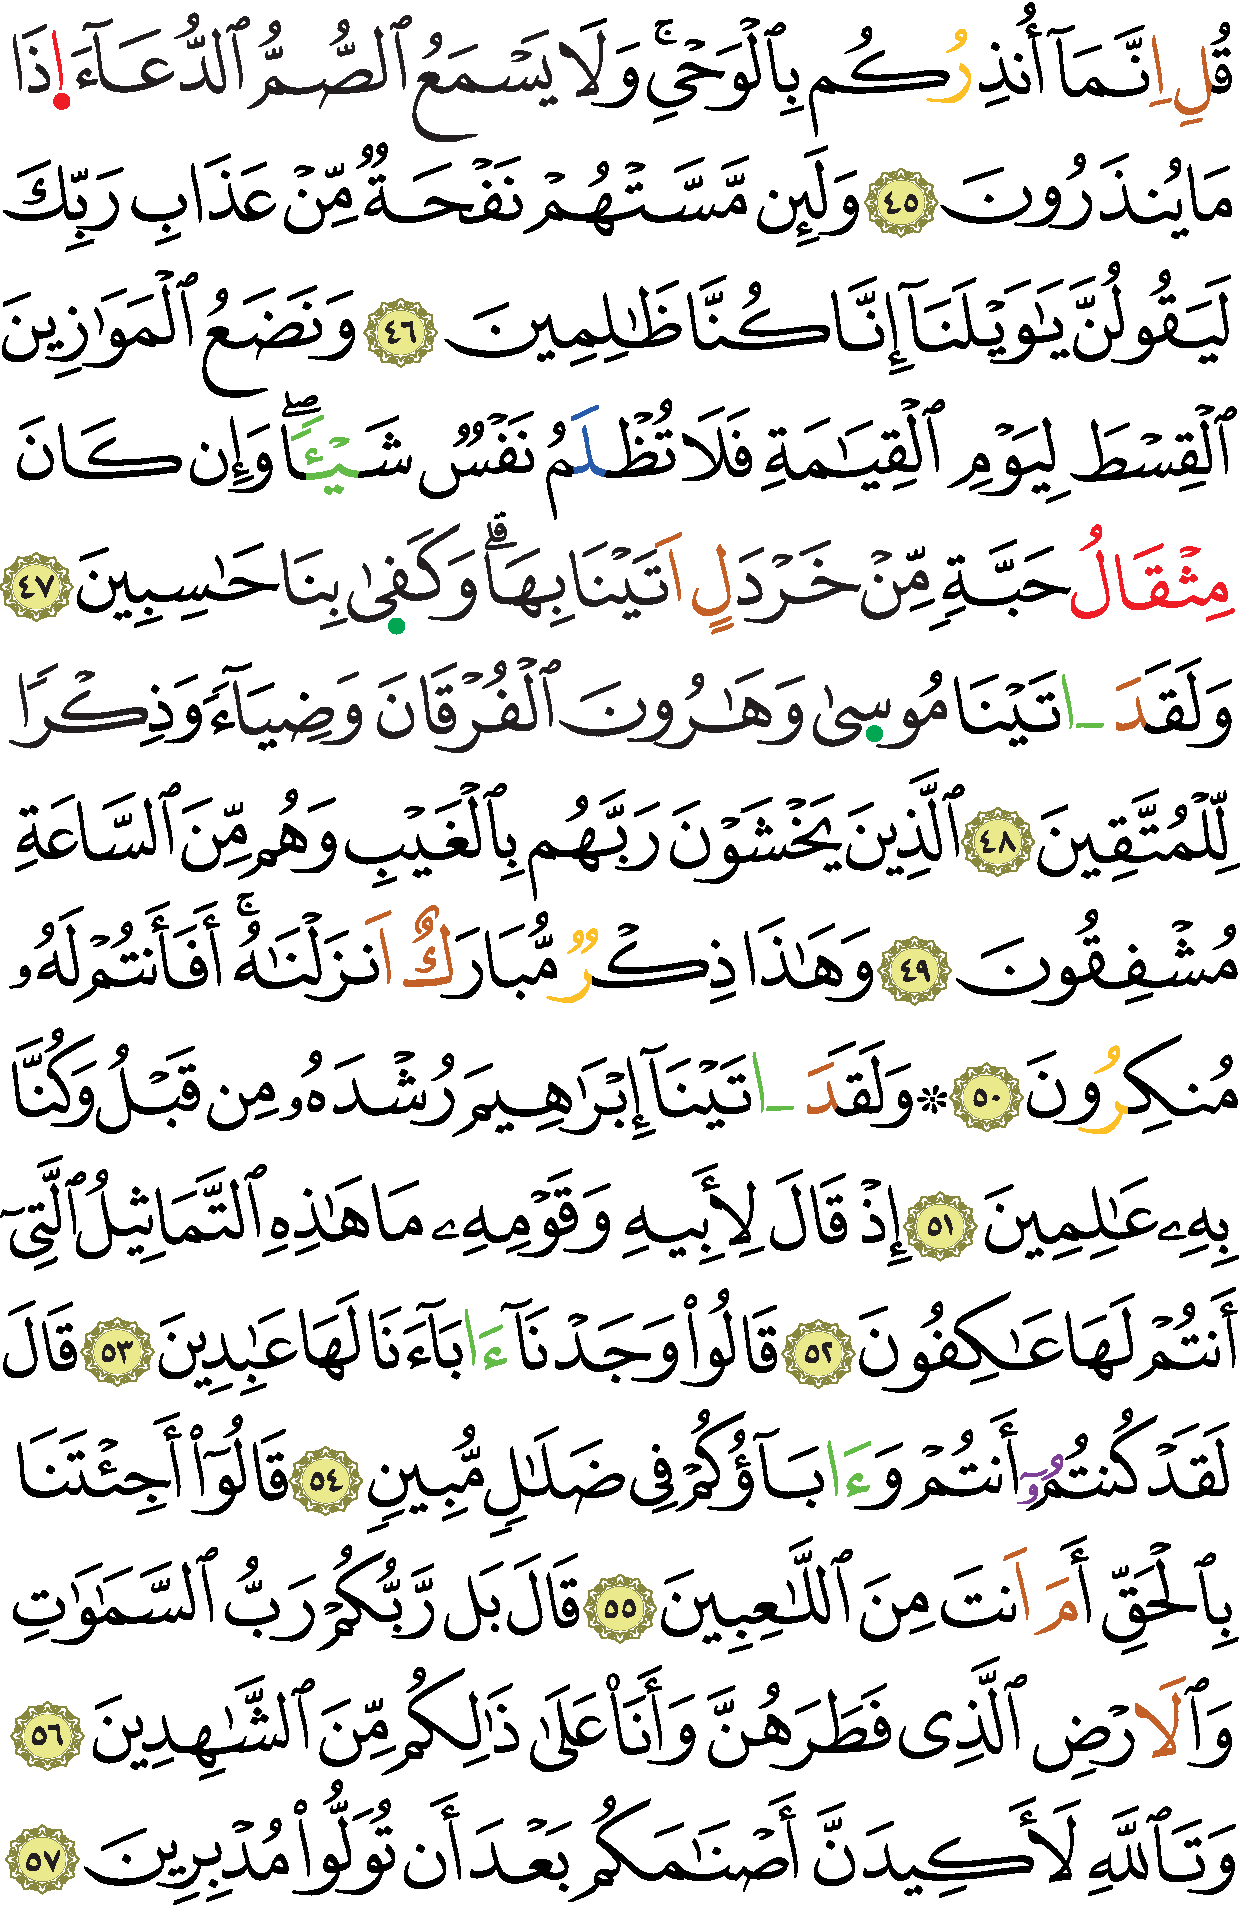 قُلِ اِنَّمَآ أُنذِرُكُم بِٱلْوَحْيِۚ وَلَا يَسْمَعُ ٱلصُّمُّ ٱلدُّعَآءَ اِ۪ذَا
مَا يُنذَرُونَ ٤٥ وَلَئِن مَّسَّتْهُمْ نَفْحَةٌ مِّنْ عَذَابِ رَبِّكَ
لَيَقُولُنَّ يَٰوَيْلَنَآ إِنَّا كُنَّا ظَٰلِمِينَ ٤٦ وَنَضَعُ ٱلْمَوَٰزِينَ
ٱلْقِسْطَ لِيَوْمِ ٱلْقِيَٰمَةِ فَلَا تُظْلَمُ نَفْسٌ شَيْـًٔاۖ وَإِن كَانَ
مِثْقَالُ حَبَّةٍ مِّنْ خَرْدَلٍ اَتَيْنَا بِهَاۗ وَكَف۪ىٰ بِنَا حَٰسِبِينَ ٤٧
وَلَقَدَ ـاتَيْنَا مُوس۪ىٰ وَهَٰرُونَ ٱلْفُرْقَانَ وَضِيَآءً وَذِكْرًا
لِّلْمُتَّقِينَ ٤٨ ٱلَّذِينَ يَخْشَوْنَ رَبَّهُم بِٱلْغَيْبِ وَهُم مِّنَ ٱلسَّاعَةِ
مُشْفِقُونَ ٤٩ وَهَٰذَا ذِكْرٌ مُّبَارَكٌ اَنزَلْنَٰهُۚ أَفَأَنتُمْ لَهُۥ
مُنكِرُونَ ٥٠ ۞ وَلَقَدَ ـاتَيْنَآ إِبْرَٰهِيمَ رُشْدَهُۥ مِن قَبْلُ وَكُنَّا
بِهِۦ عَٰلِمِينَ ٥١ إِذْ قَالَ لِأَبِيهِ وَقَوْمِهِۦ مَا هَٰذِهِ ٱلتَّمَاثِيلُ ٱلَّتِىٓ
أَنتُمْ لَهَا عَٰكِفُونَ ٥٢ قَالُوا۟ وَجَدْنَآ ءَابَآءَنَا لَهَا عَٰبِدِينَ ٥٣ قَالَ
لَقَدْ كُنتُمُۥٓ أَنتُمْ وَءَابَآؤُكُمْ فِى ضَلَٰلٍ مُّبِينٍ ٥٤ قَالُوٓا۟ أَجِئْتَنَا
بِٱلْحَقِّ أَمَ اَنتَ مِنَ ٱللَّٰعِبِينَ ٥٥ قَالَ بَل رَّبُّكُمْ رَبُّ ٱلسَّمَٰوَٰتِ
وَٱلَارْضِ ٱلَّذِى فَطَرَهُنَّ وَأَنَا۠ عَلَىٰ ذَٰلِكُم مِّنَ ٱلشَّٰهِدِينَ ٥٦
وَتَٱللَّهِ لَأَكِيدَنَّ أَصْنَٰمَكُم بَعْدَ أَن تُوَلُّوا۟ مُدْبِرِينَ ٥٧